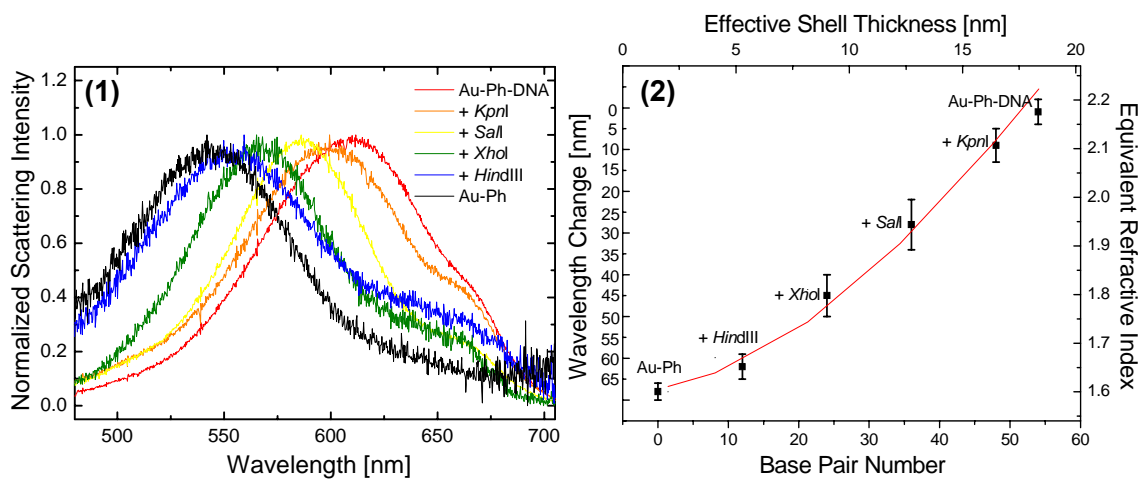 (1)
Normalized Scattering Intensity
1.2
1.0
0.8
0.6
0.4
0.2
0.0
500
550
600
650
700
Wavelength [nm]
Au-Ph-DNA
+ KpnI
+ SalI
+ XhoI
+ HindIII
Au-Ph
Effective Shell Thickness [nm]
0
5
10
15
20
(2)
Wavelength Change [nm]
0
5
10
15
20
25
30
35
40
45
50
55
60
65
Au-Ph-DNA
+ KpnI
+ SalI
+ XhoI
+ HindIII
Au-Ph
2.2
2.1
2.0
1.9
1.8
1.7
1.6
Equivalent Refractive Index
0
10
20
30
40
50
60
Base Pair Number